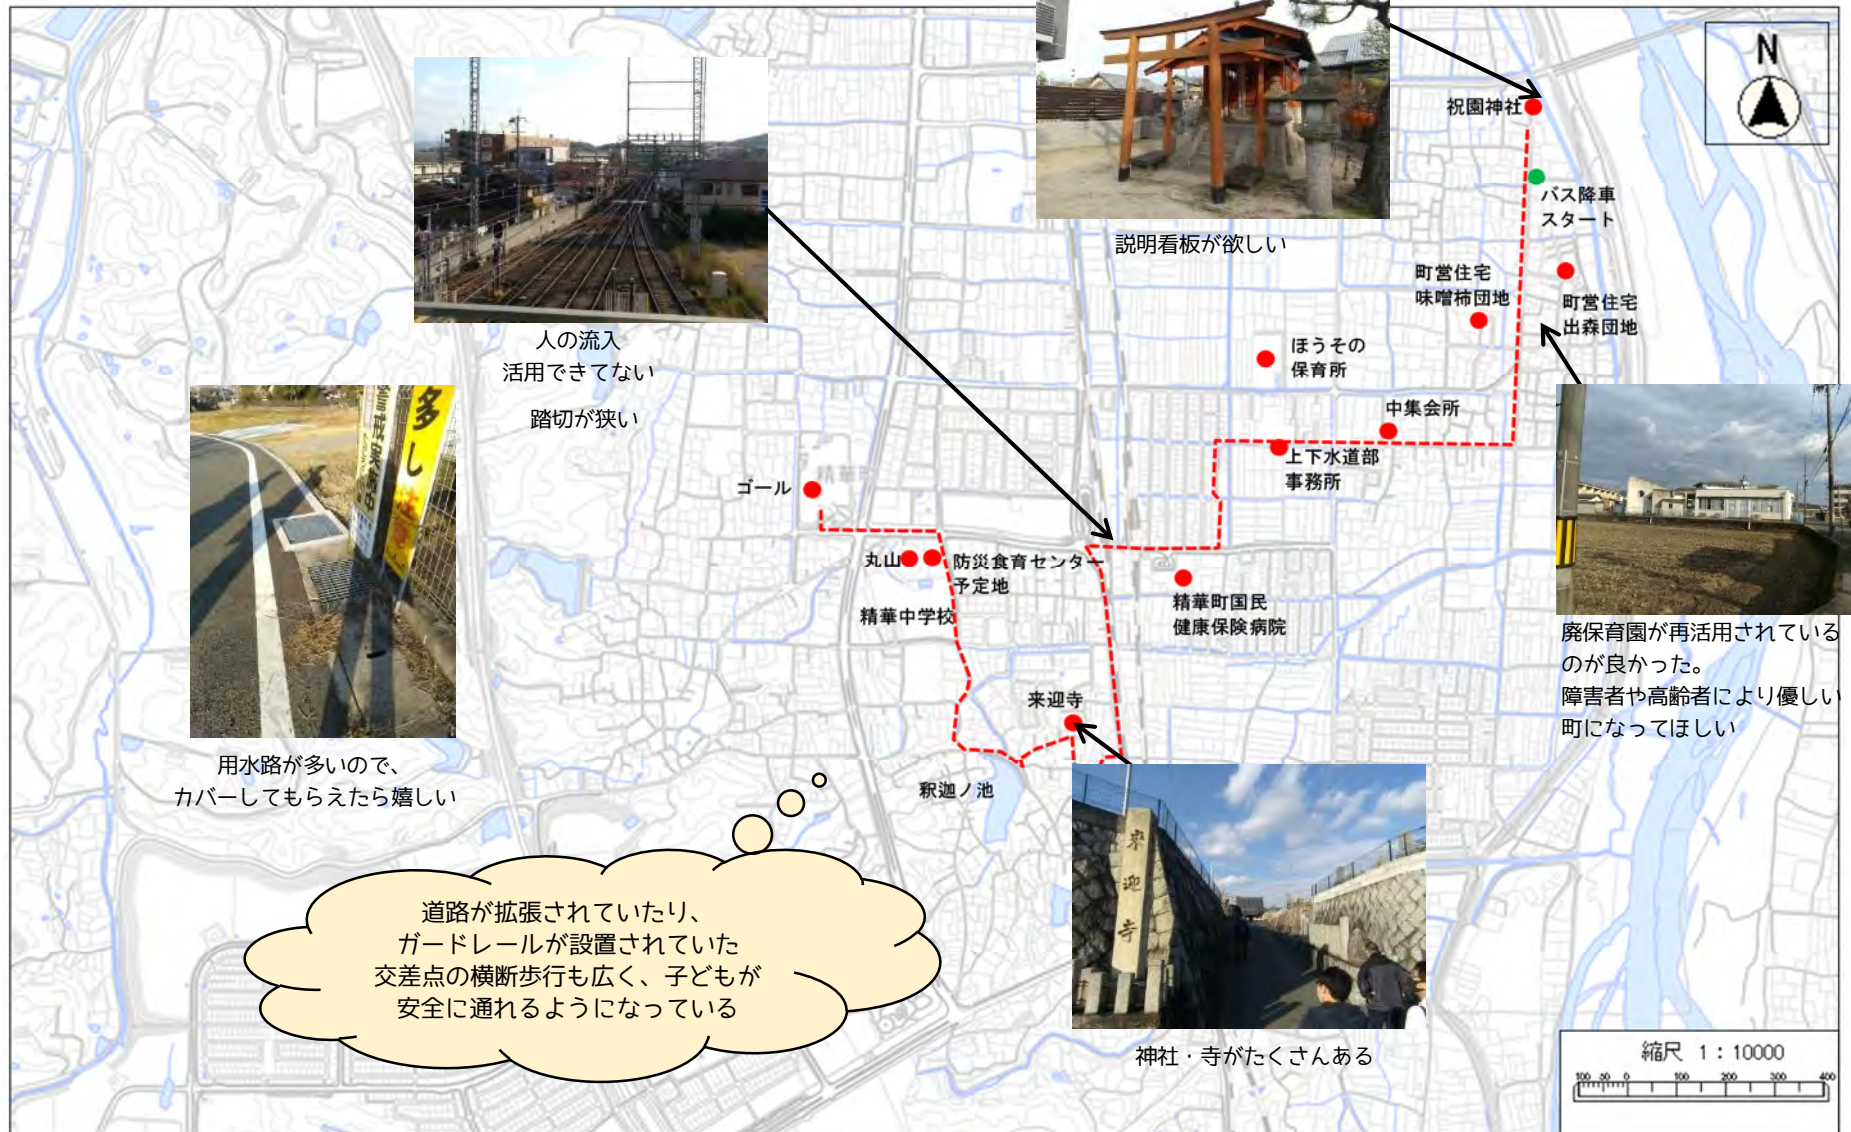 N
祝園神社
バス降車
スタート
説明看板が欲しい
町営住宅
味噌柿団地
町営住宅
出森団地
人の流入
活用できてない
踏切が狭い
ほうその
保育所
中集会所
上下水道部
事務所
ゴール
精華
丸山
防災食育センター
予定地
精華中学校
精華町国民
健康保険病院
多し
廃保育園が再活用されている
のが良かった。
障害者や高齢者により優しい
町になってほしい
来迎寺
釈迦ノ池
用水路が多いので、
カバーしてもらえたら嬉しい
来迎寺
道路が拡張されていたり、
ガードレールが設置されていた
交差点の横断歩行も広く、子どもが
安全に通れるようになっている
神社・寺がたくさんある
縮尺 1:10000
100 50 0 100 200 300 400